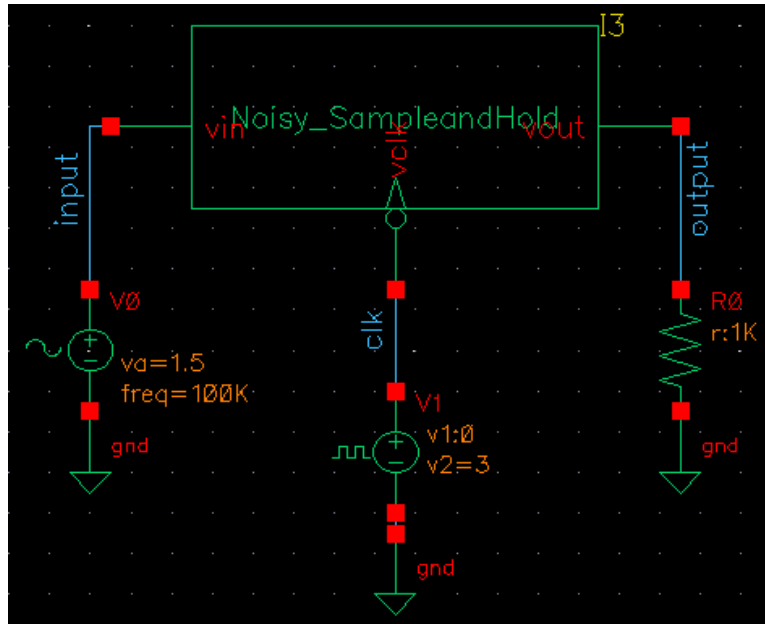 I3
vin
Noisy_SampleandHold
vout
vclk
input
output
clk
V0
va=1.5
freq=100K
gnd
V1
v1:0
v2=3
gnd
R0
r:1K
gnd